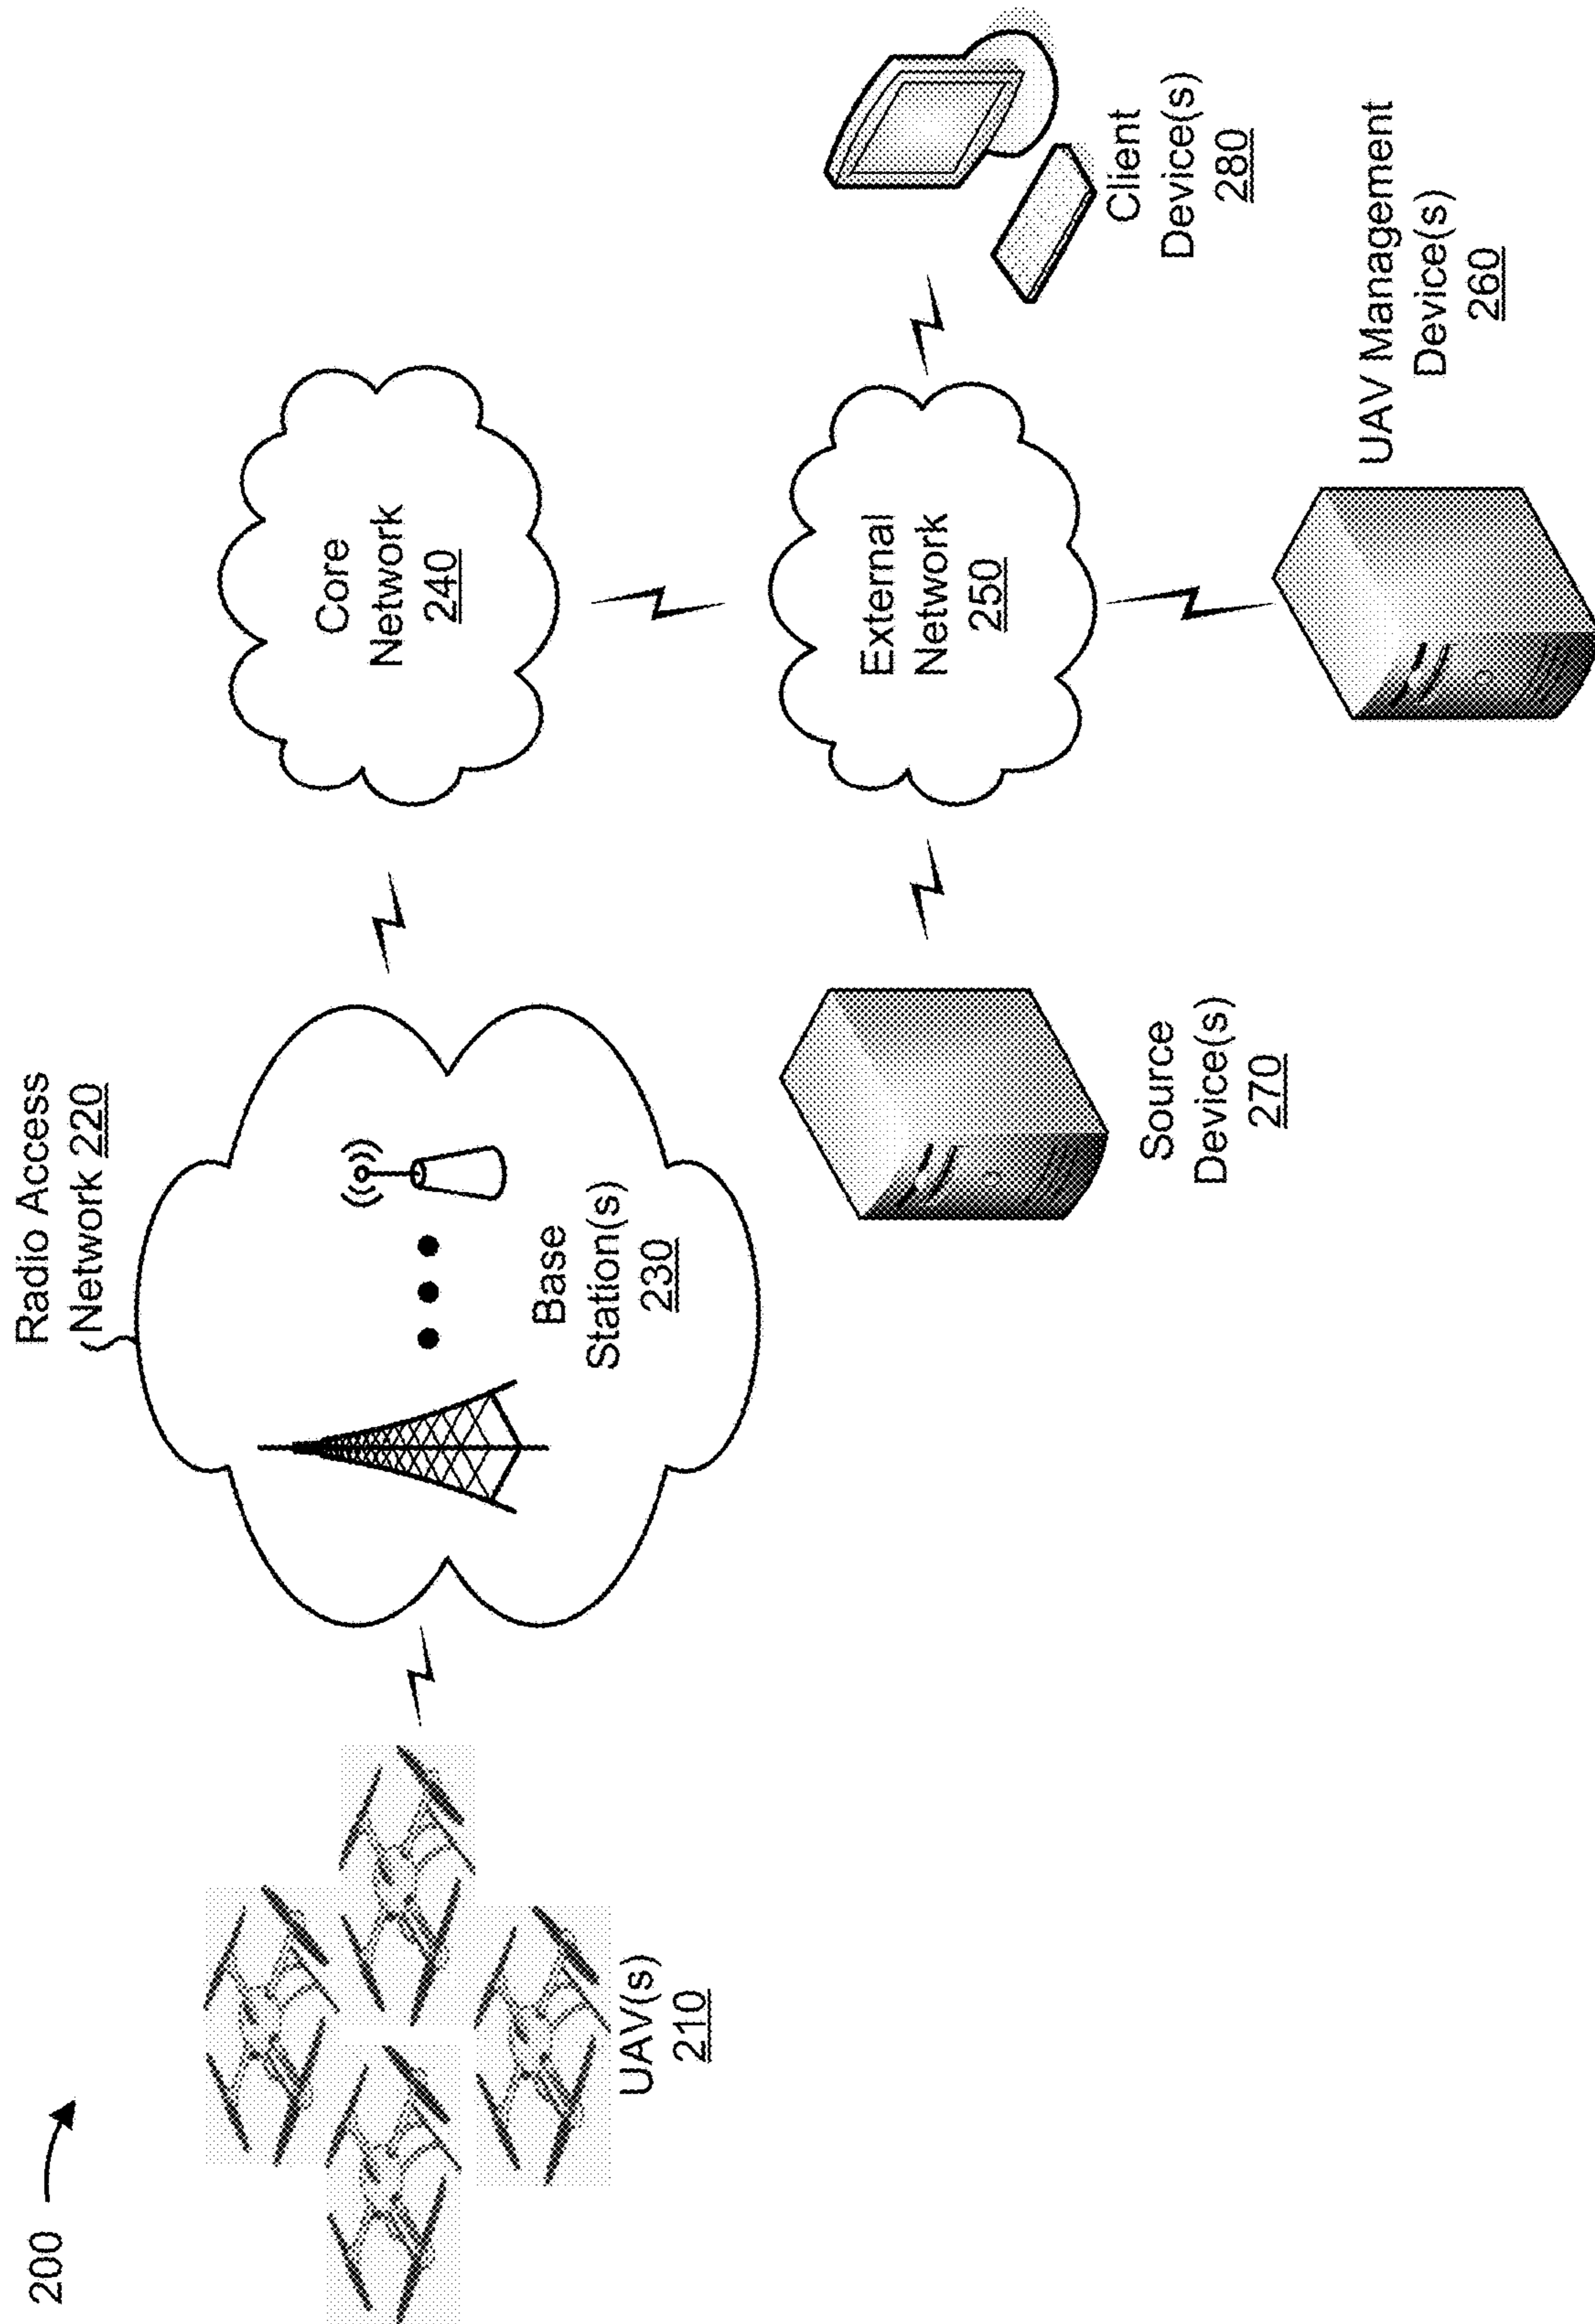 200
Radio Access
Network 220
Base
Station(s)
230
UAV(s)
210
Core
Network
240
External
Network
250
Source
Device(s)
270
Client
Device(s)
280
UAV Management
Device(s)
260